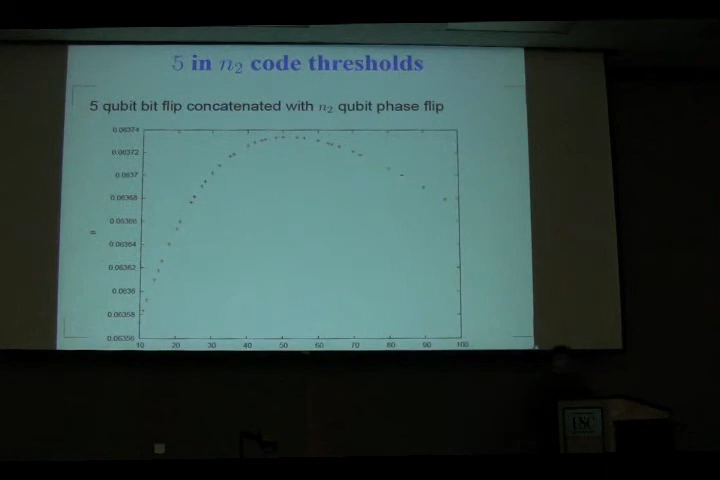 5 in n₂ code thresholds
5 qubit bit flip concatenated with n₂ qubit phase flip
0.06374
0.06372
0.0637
0.06368
0.06366
p
0.06364
0.06362
0.0636
0.06358
0.06356
10 20 30 40 50 60 70 80 90 100
USC